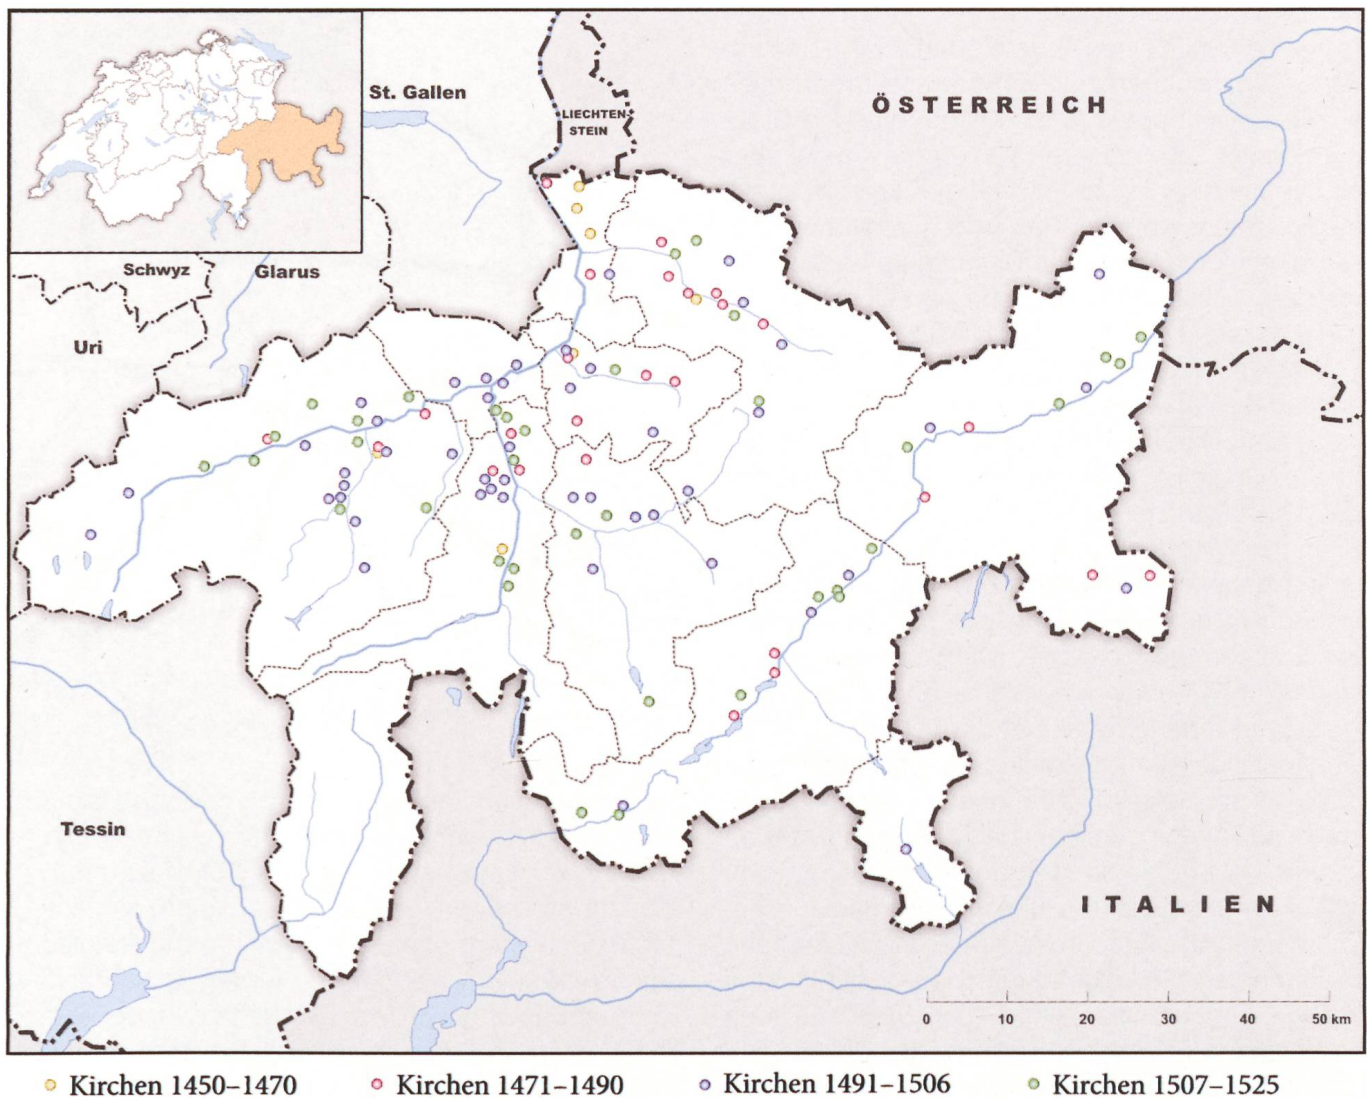 St. Gallen
LIECHTEN-
STEIN
ÖSTERREICH
Schwyz
Glarus
Uri
Tessin
ITALIEN
0 10 20 30 40 50 km
Kirchen 1450–1470 Kirchen 1471–1490 Kirchen 1491–1506 Kirchen 1507–1525